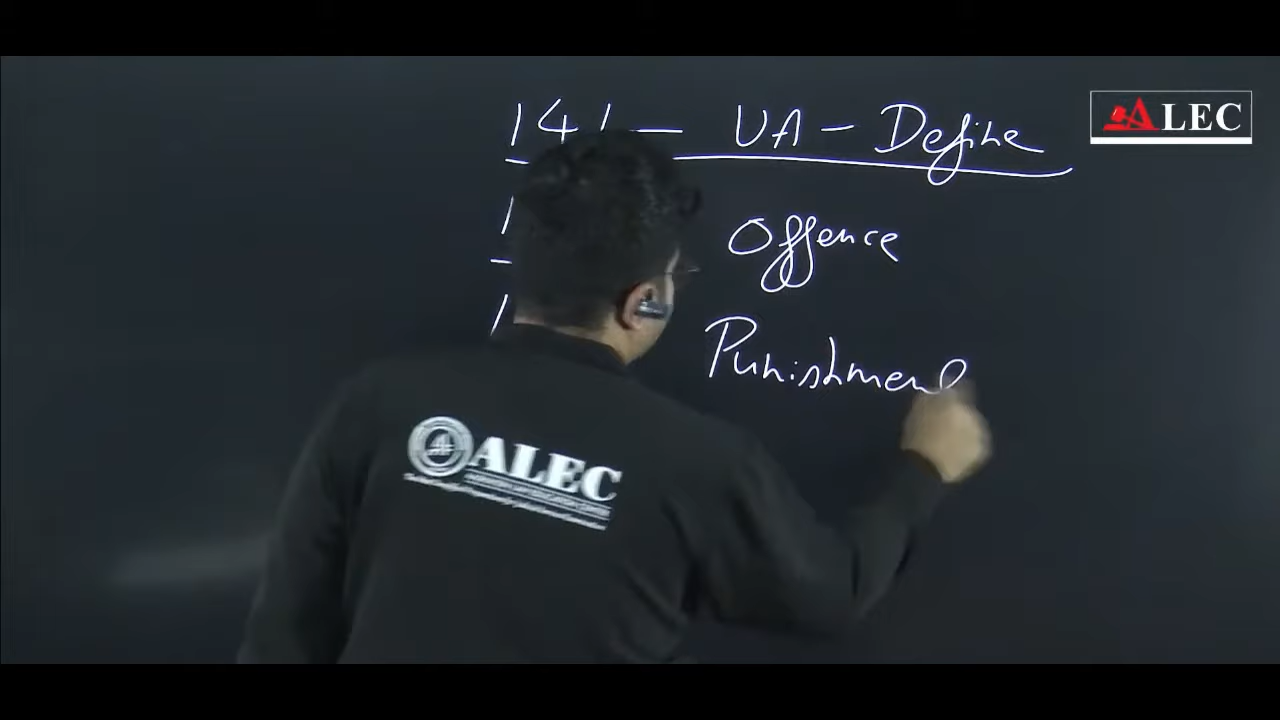 141 — UA - Define
Offence
Punishment
ALEC
ALEC